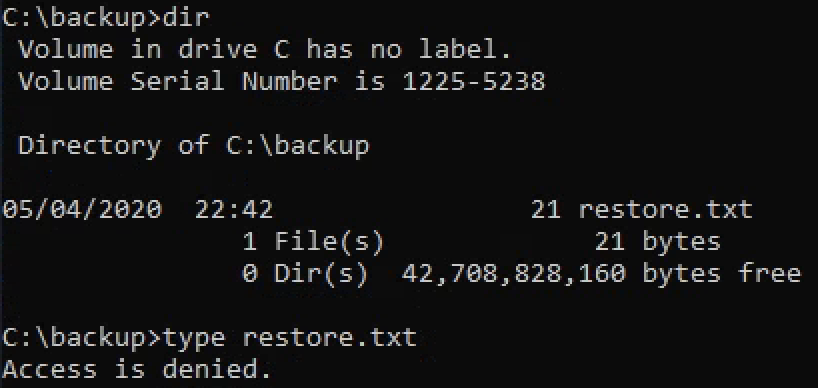 C:\backup>dir
 Volume in drive C has no label.
 Volume Serial Number is 1225-5238
 Directory of C:\backup
05/04/2020  22:42                21 restore.txt
               1 File(s)             21 bytes
               0 Dir(s)  42,708,828,160 bytes free
C:\backup>type restore.txt
Access is denied.